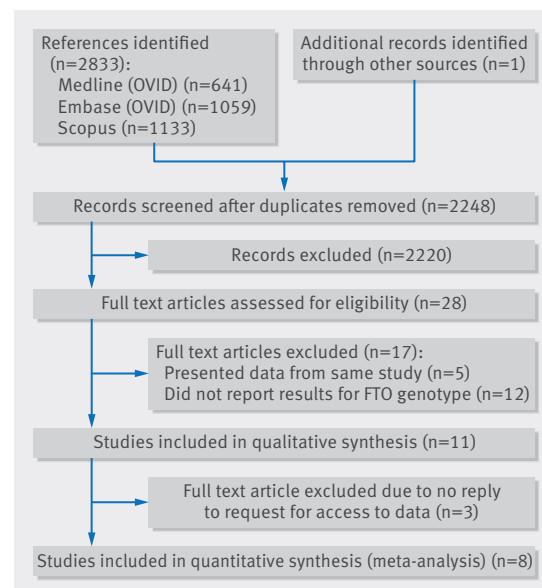 References identified
(n=2833):
Medline (OVID) (n=641)
Embase (OVID) (n=1059)
Scopus (n=1133)
Additional records identified
through other sources (n=1)
Records screened after duplicates removed (n=2248)
Records excluded (n=2220)
Full text articles assessed for eligibility (n=28)
Full text articles excluded (n=17):
Presented data from same study (n=5)
Did not report results for FTO genotype (n=12)
Studies included in qualitative synthesis (n=11)
Full text article excluded due to no reply
to request for access to data (n=3)
Studies included in quantitative synthesis (meta-analysis) (n=8)